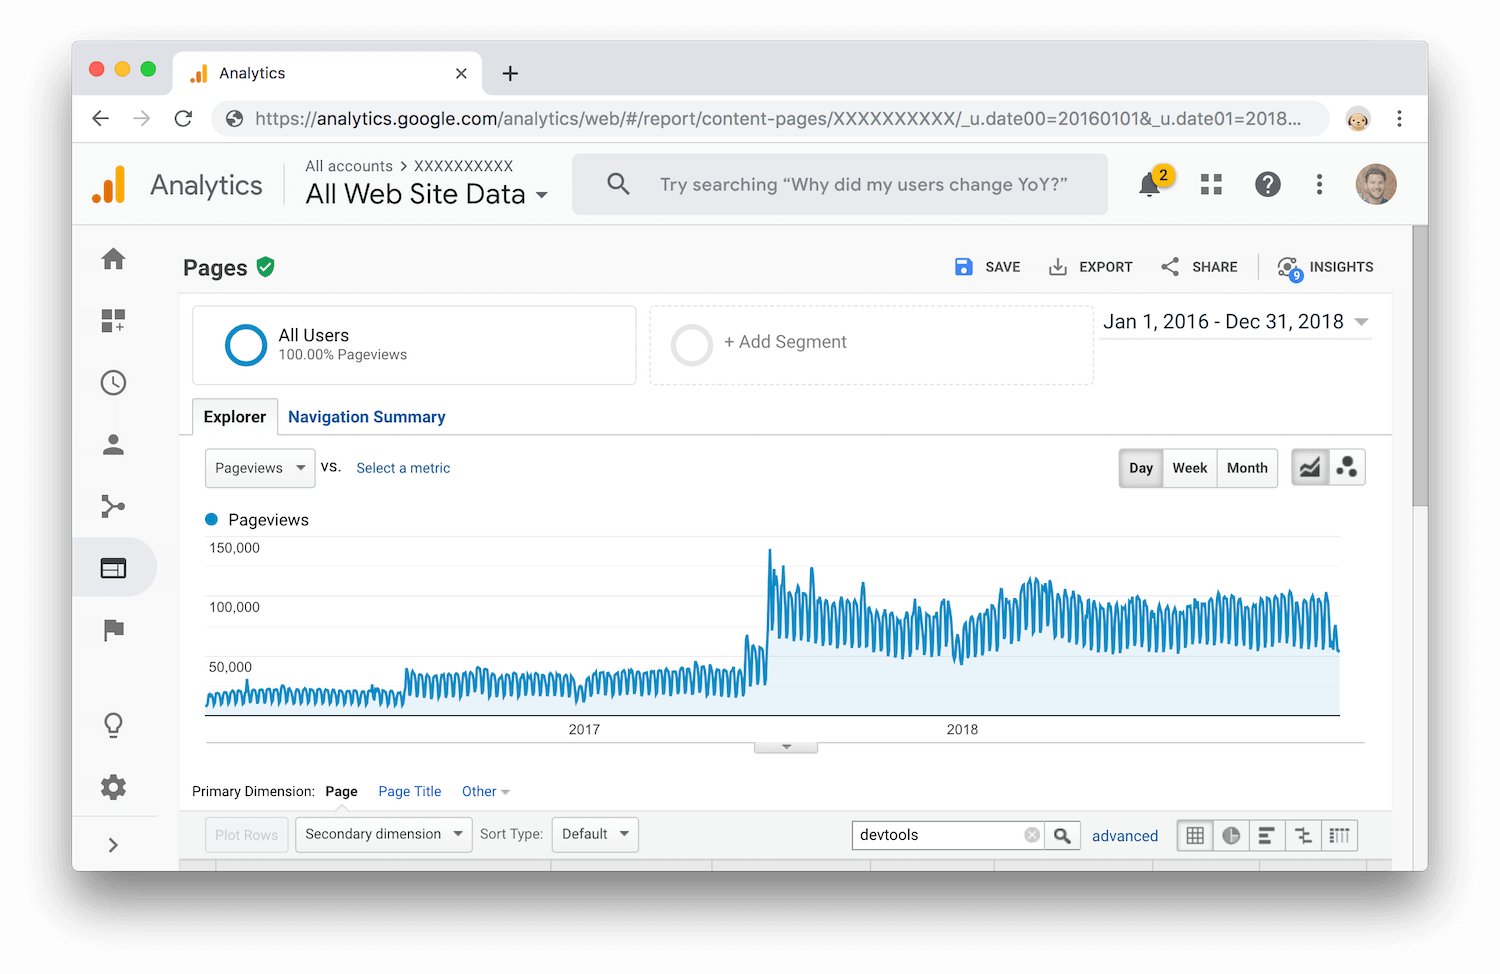 Analytics
https://analytics.google.com/analytics/web/#/report/content-pages/XXXXXXXXXX/_u.date00=20160101&_u.date01=2018...
Analytics
All accounts > XXXXXXXXXX
All Web Site Data
Try searching “Why did my users change YoY?”
2
Pages
SAVE
EXPORT
SHARE
9
INSIGHTS
All Users
100.00% Pageviews
+ Add Segment
Jan 1, 2016 - Dec 31, 2018
Explorer
Navigation Summary
Pageviews
VS.
Select a metric
Day
Week
Month
Pageviews
150,000
100,000
50,000
2017
2018
Primary Dimension:
Page
Page Title
Other
Plot Rows
Secondary dimension
Sort Type:
Default
devtools
advanced